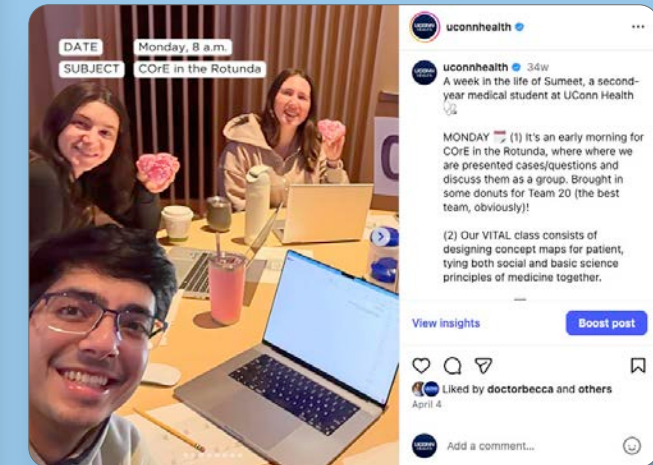 DATE Monday, 8 a.m.
SUBJECT COrE in the Rotunda
uconnhealth
uconnhealth 34w
A week in the life of Sumeet, a second-
year medical student at UConn Health
MONDAY (1) It's an early morning for
COrE in the Rotunda, where where we
are presented cases/questions and
discuss them as a group. Brought in
some donuts for Team 20 (the best
team, obviously)!
(2) Our VITAL class consists of
designing concept maps for patient,
tying both social and basic science
principles of medicine together.
View insights
Boost post
Liked by doctorbecca and others
April 4
Add a comment...